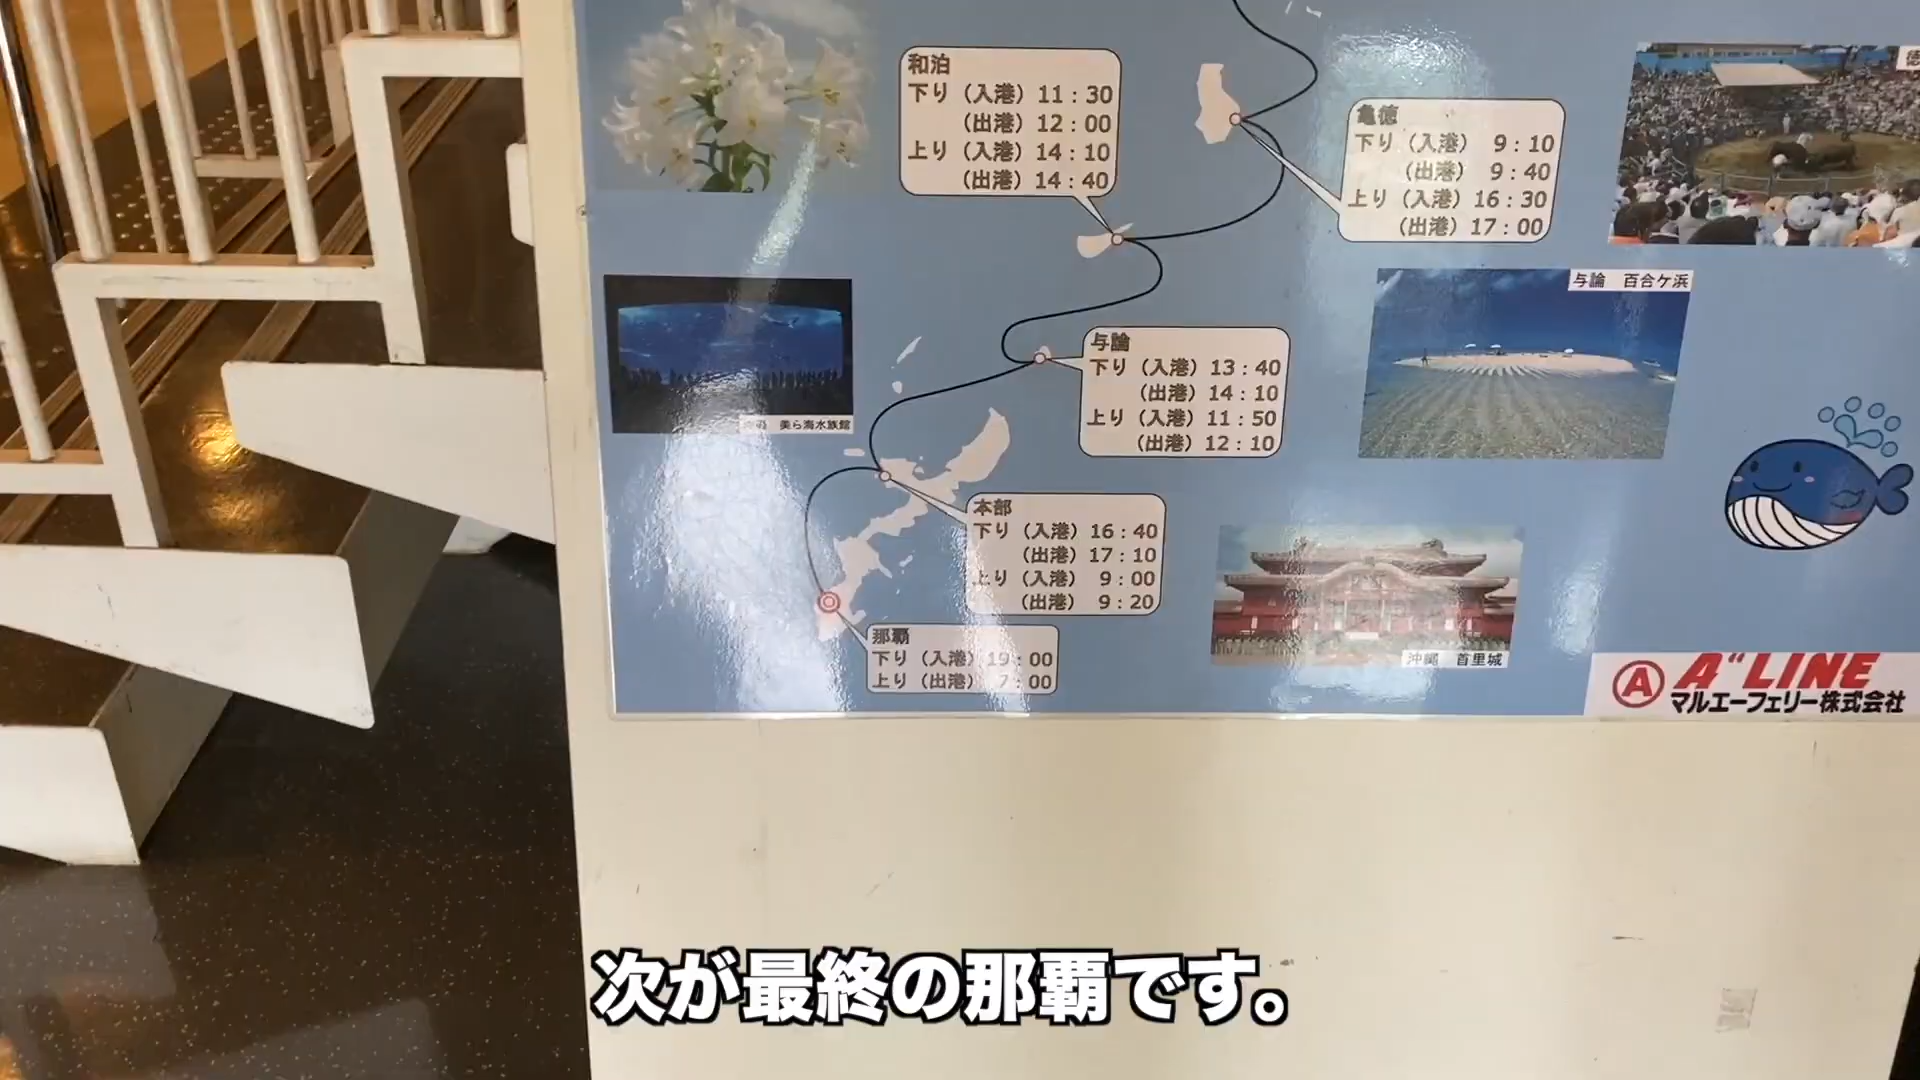 和泊
下り（入港）11：30
（出港）12：00
上り（入港）14：10
（出港）14：40
亀徳
下り（入港） 9：10
（出港） 9：40
上り（入港）16：30
（出港）17：00
与論 百合ケ浜
与論
下り（入港）13：40
（出港）14：10
上り（入港）11：50
（出港）12：10
美ら海水族館
本部
下り（入港）16：40
（出港）17：10
上り（入港） 9：00
（出港） 9：20
那覇
下り（入港）19：00
上り（出港） 7：00
沖縄 首里城
A"LINE
マルエーフェリー株式会社
次が最終の那覇です。